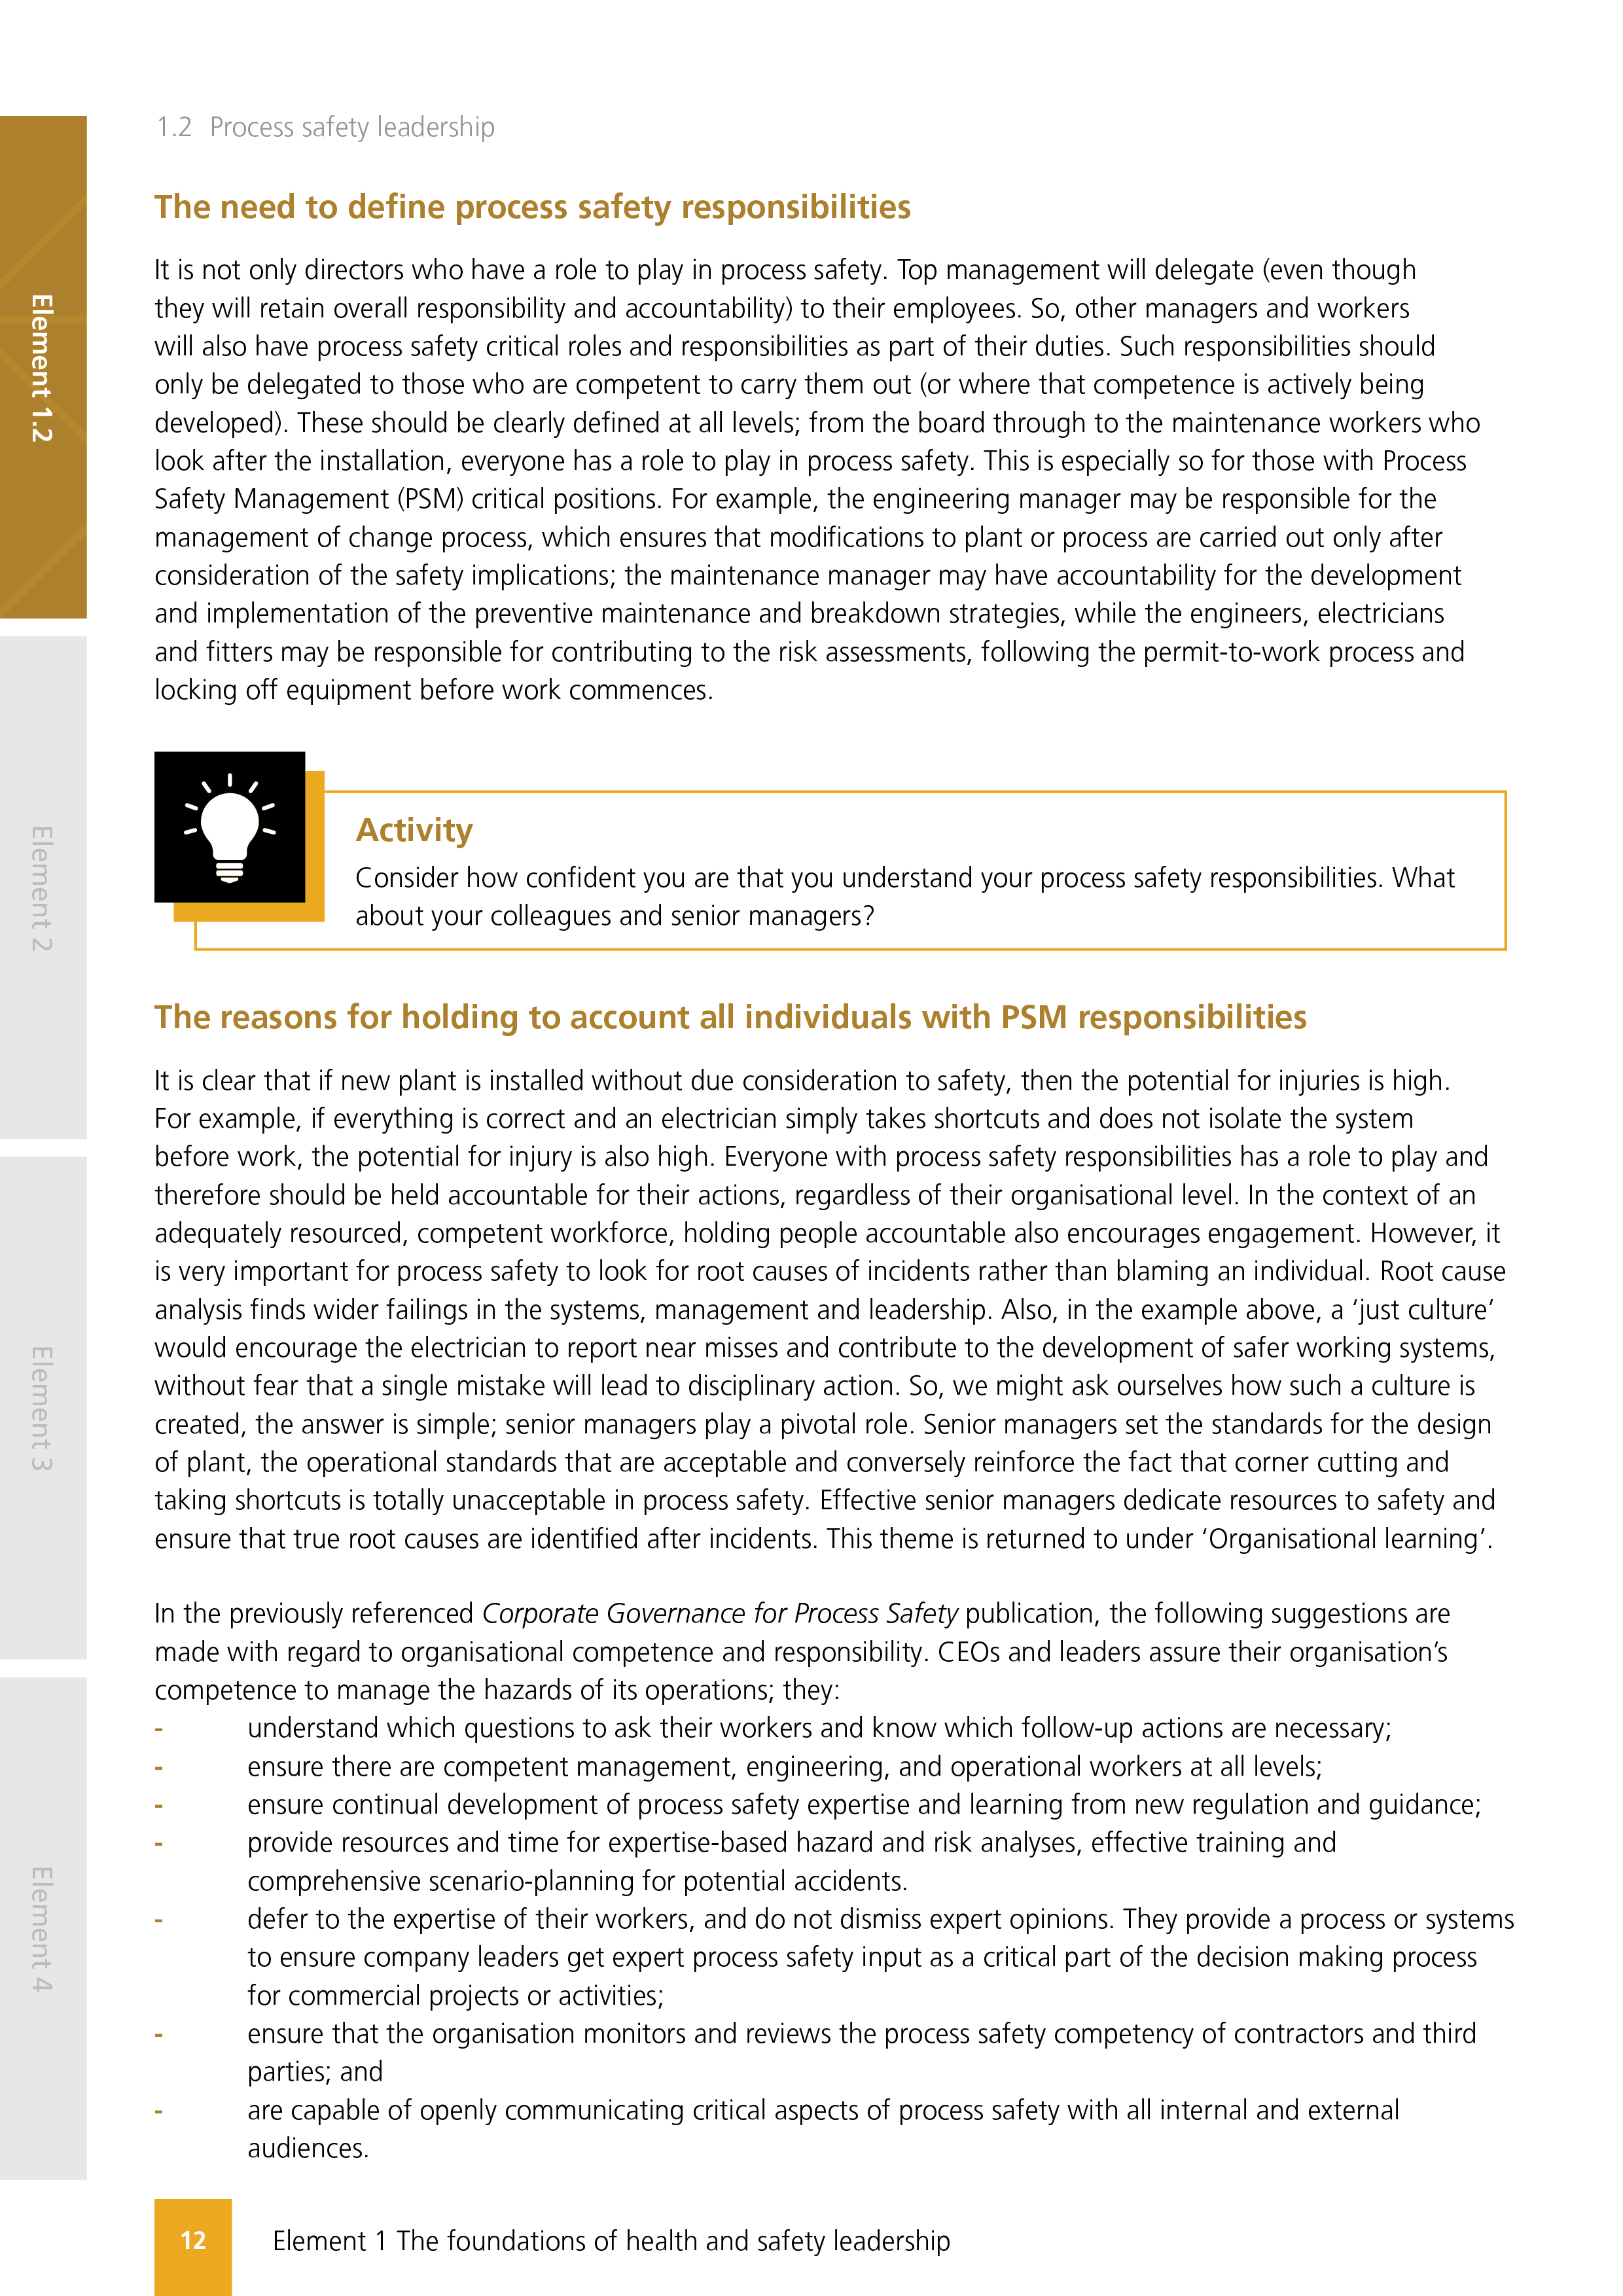 1.2 Process safety leadership
The need to define process safety responsibilities
It is not only directors who have a role to play in process safety. Top management will delegate (even though
they will retain overall responsibility and accountability) to their employees. So, other managers and workers
will also have process safety critical roles and responsibilities as part of their duties. Such responsibilities should
only be delegated to those who are competent to carry them out (or where that competence is actively being
developed). These should be clearly defined at all levels; from the board through to the maintenance workers who
look after the installation, everyone has a role to play in process safety. This is especially so for those with Process
Safety Management (PSM) critical positions. For example, the engineering manager may be responsible for the
management of change process, which ensures that modifications to plant or process are carried out only after
consideration of the safety implications; the maintenance manager may have accountability for the development
and implementation of the preventive maintenance and breakdown strategies, while the engineers, electricians
and fitters may be responsible for contributing to the risk assessments, following the permit-to-work process and
locking off equipment before work commences.
Activity
Consider how confident you are that you understand your process safety responsibilities. What
about your colleagues and senior managers?
The reasons for holding to account all individuals with PSM responsibilities
It is clear that if new plant is installed without due consideration to safety, then the potential for injuries is high.
For example, if everything is correct and an electrician simply takes shortcuts and does not isolate the system
before work, the potential for injury is also high. Everyone with process safety responsibilities has a role to play and
therefore should be held accountable for their actions, regardless of their organisational level. In the context of an
adequately resourced, competent workforce, holding people accountable also encourages engagement. However, it
is very important for process safety to look for root causes of incidents rather than blaming an individual. Root cause
analysis finds wider failings in the systems, management and leadership. Also, in the example above, a ‘just culture’
would encourage the electrician to report near misses and contribute to the development of safer working systems,
without fear that a single mistake will lead to disciplinary action. So, we might ask ourselves how such a culture is
created, the answer is simple; senior managers play a pivotal role. Senior managers set the standards for the design
of plant, the operational standards that are acceptable and conversely reinforce the fact that corner cutting and
taking shortcuts is totally unacceptable in process safety. Effective senior managers dedicate resources to safety and
ensure that true root causes are identified after incidents. This theme is returned to under ‘Organisational learning’.
In the previously referenced Corporate Governance for Process Safety publication, the following suggestions are
made with regard to organisational competence and responsibility. CEOs and leaders assure their organisation’s
competence to manage the hazards of its operations; they:
- understand which questions to ask their workers and know which follow-up actions are necessary;
- ensure there are competent management, engineering, and operational workers at all levels;
- ensure continual development of process safety expertise and learning from new regulation and guidance;
- provide resources and time for expertise-based hazard and risk analyses, effective training and
comprehensive scenario-planning for potential accidents.
- defer to the expertise of their workers, and do not dismiss expert opinions. They provide a process or systems
to ensure company leaders get expert process safety input as a critical part of the decision making process
for commercial projects or activities;
- ensure that the organisation monitors and reviews the process safety competency of contractors and third
parties; and
- are capable of openly communicating critical aspects of process safety with all internal and external
audiences.
12 Element 1 The foundations of health and safety leadership
Element 1.2
Element 2
Element 3
Element 4